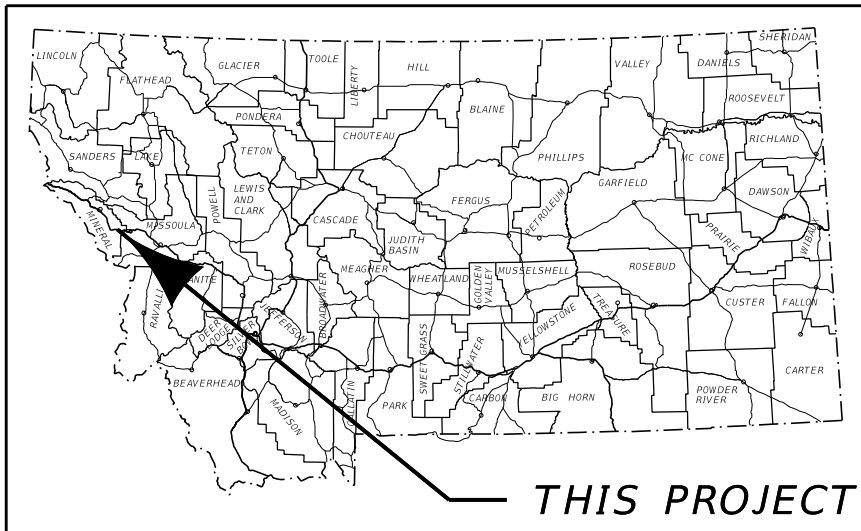 SHERIDAN
LINCOLN
GLACIER
TOOLE
LIBERTY
HILL
VALLEY
DANIELS
FLATHEAD
BLAINE
ROOSEVELT
PONDERA
CHOUTEAU
RICHLAND
SANDERS
LAKE
TETON
PHILLIPS
MC CONE
LEWIS
AND
CLARK
POWELL
FERGUS
PETROLEUM
GARFIELD
DAWSON
MINERAL
MISSOULA
CASCADE
JUDITH
BASIN
PRAIRIE
WIBAUX
MEAGHER
WHEATLAND
GOLDEN
VALLEY
MUSSELSHELL
ROSEBUD
RAVALLI
BROADWATER
JEFFERSON
DEER
LODGE
SWEET GRASS
STILLWATER
YELLOWSTONE
TREASURE
CUSTER
FALLON
BEAVERHEAD
MADISON
GALLATIN
PARK
CARBON
BIG HORN
POWDER
RIVER
CARTER
THIS PROJECT